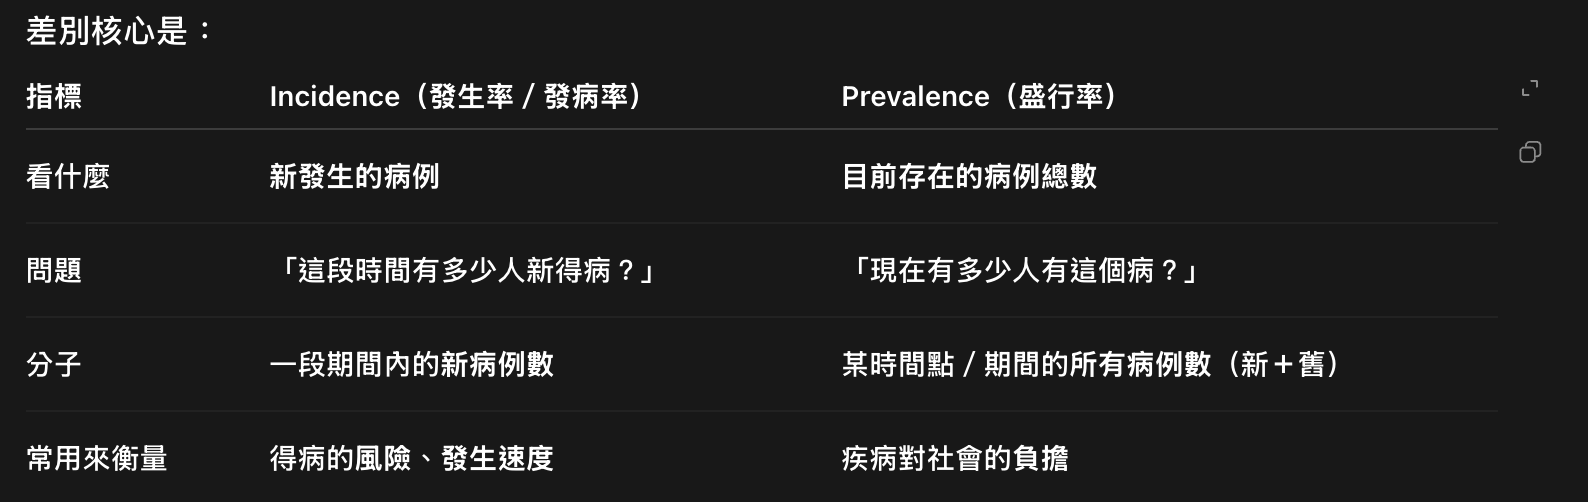 差別核心是：
指標 Incidence（發生率 / 發病率） Prevalence（盛行率）
看什麼 新發生的病例 目前存在的病例總數
問題 「這段時間有多少人新得病？」 「現在有多少人有這個病？」
分子 一段期間內的新病例數 某時間點 / 期間的所有病例數（新＋舊）
常用來衡量 得病的風險、發生速度 疾病對社會的負擔